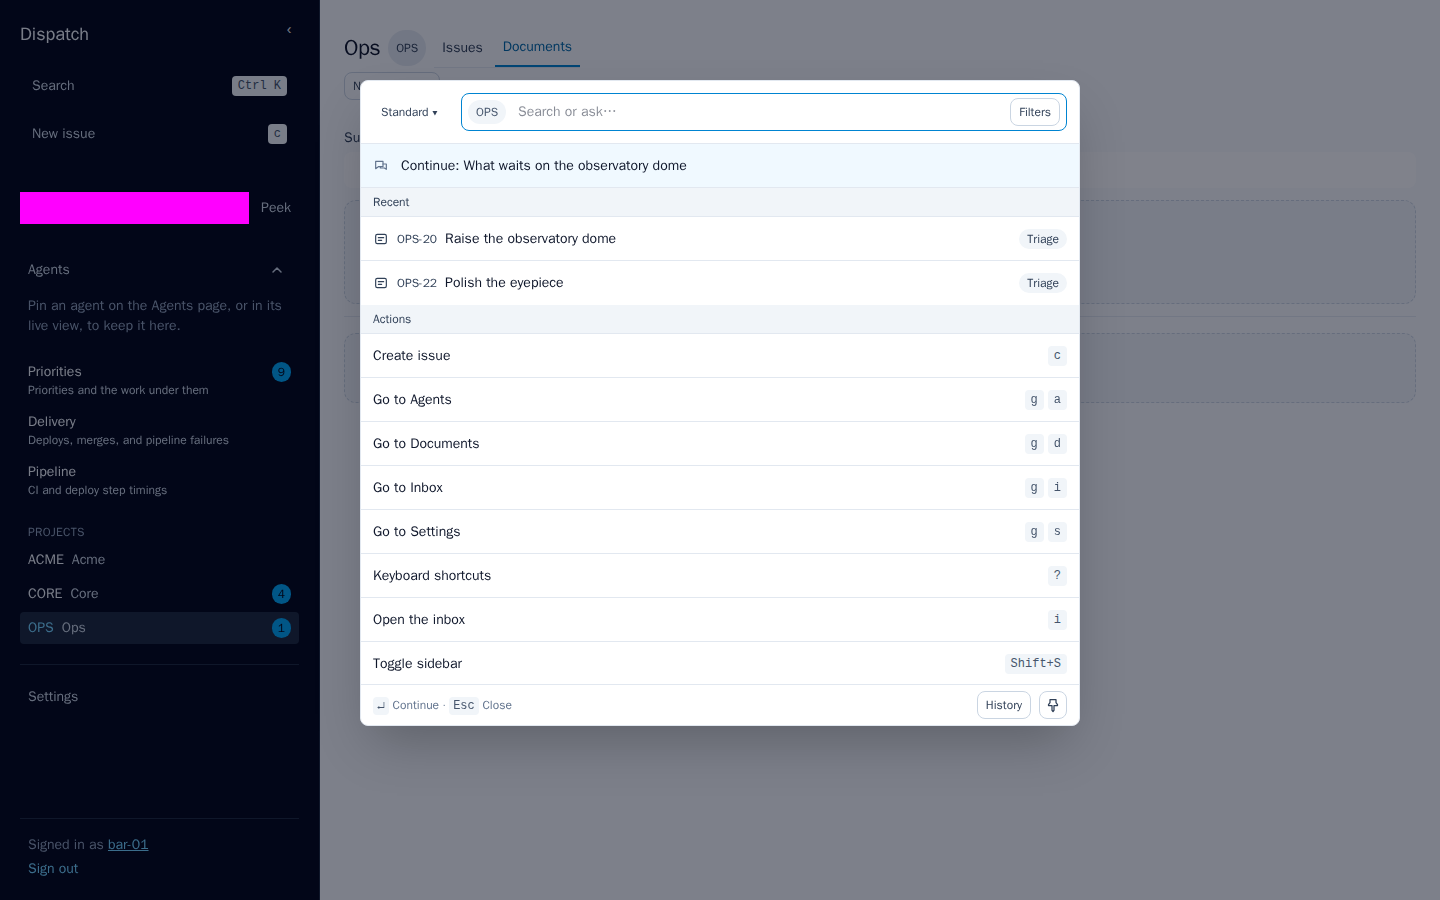 Dispatch
Search Ctrl K
New issue c
Peek
Agents
Pin an agent on the Agents page, or in its
live view, to keep it here.
Priorities 9
Priorities and the work under them
Delivery
Deploys, merges, and pipeline failures
Pipeline
CI and deploy step timings
PROJECTS
ACME Acme
CORE Core 4
OPS Ops 1
Settings
Signed in as bar-01
Sign out
Ops OPS Issues Documents
Standard ▾ OPS Search or ask… Filters
Continue: What waits on the observatory dome
Recent
OPS-20 Raise the observatory dome Triage
OPS-22 Polish the eyepiece Triage
Actions
Create issue c
Go to Agents g a
Go to Documents g d
Go to Inbox g i
Go to Settings g s
Keyboard shortcuts ?
Open the inbox i
Toggle sidebar Shift+S
↵ Continue · Esc Close History